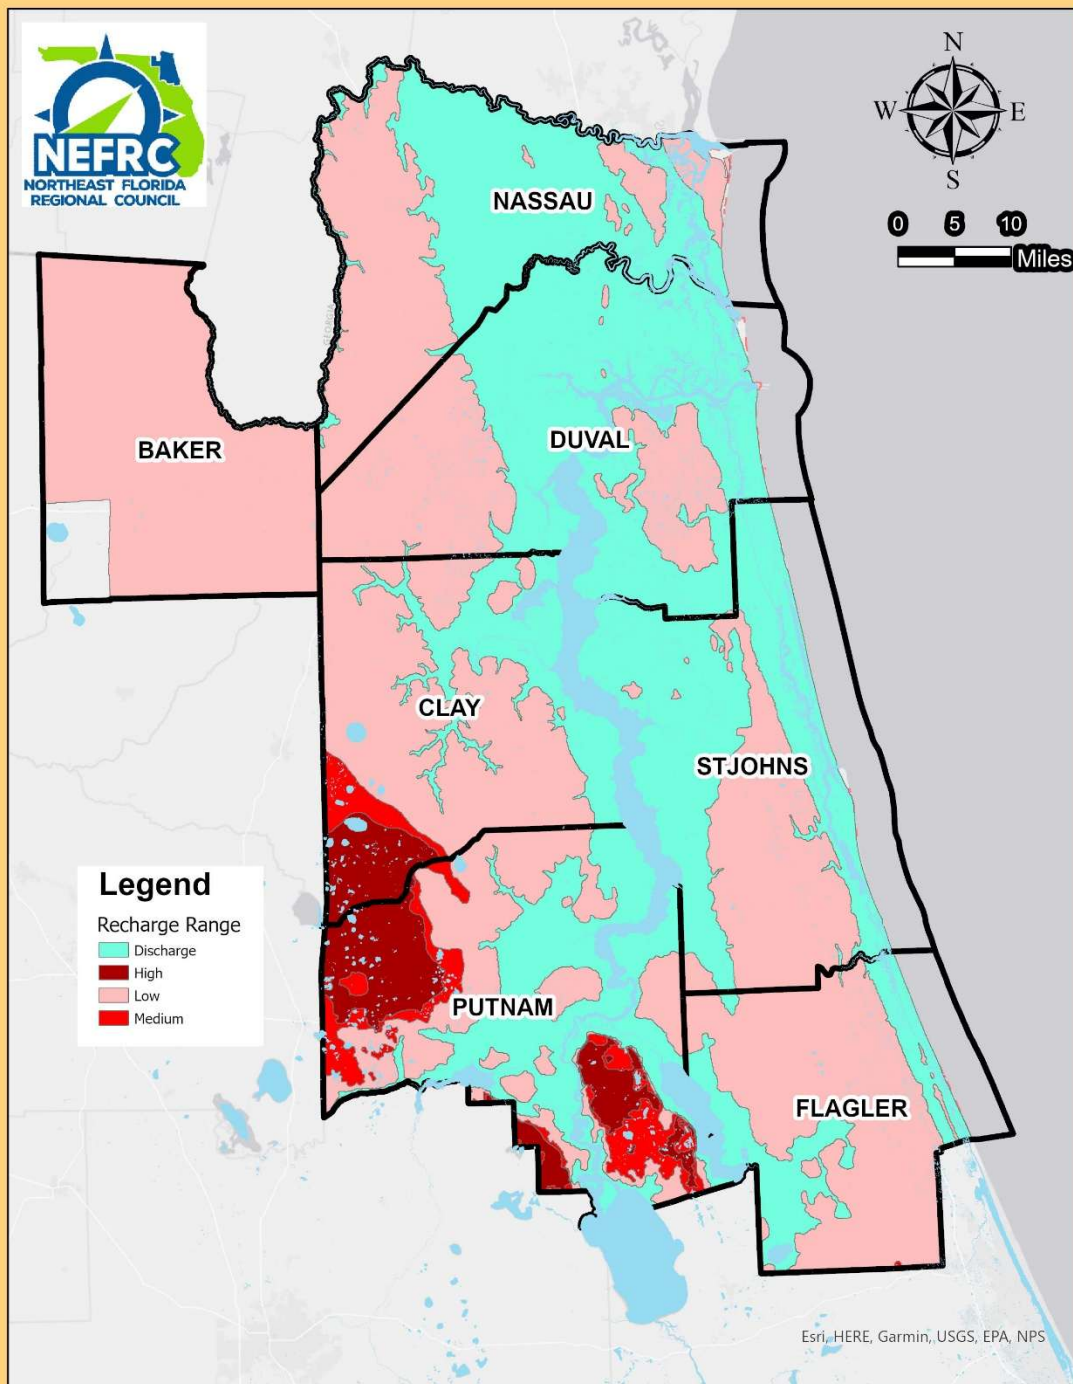 NEFRC
NORTHEAST FLORIDA
REGIONAL COUNCIL
N
W E
S
0 5 10
Miles
NASSAU
GEORGIA
BAKER
DUVAL
CLAY
STJOHNS
Legend
Recharge Range
Discharge
High
Low
Medium
PUTNAM
FLAGLER
Esri, HERE, Garmin, USGS, EPA, NPS